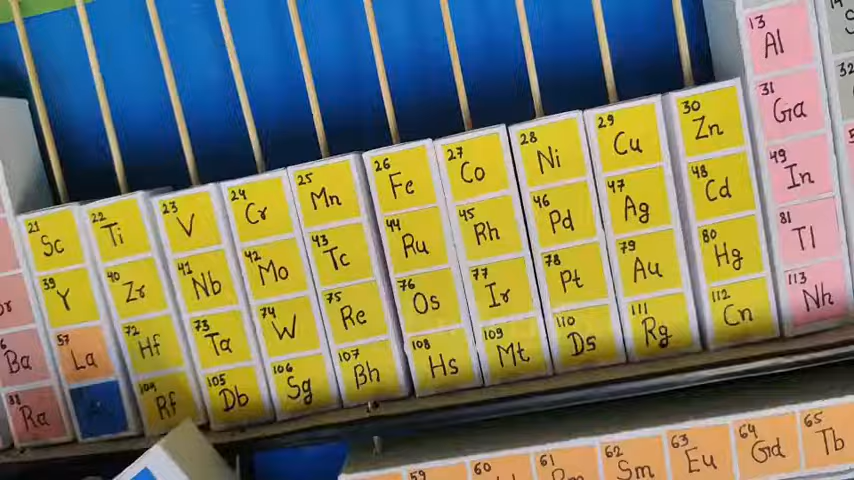 13 Al
31 Ga
49 In
81 Tl
113 Nh
14
32
30 Zn
48 Cd
80 Hg
112 Cn
29 Cu
47 Ag
79 Au
111 Rg
28 Ni
46 Pd
78 Pt
110 Ds
27 Co
45 Rh
77 Ir
109 Mt
26 Fe
44 Ru
76 Os
108 Hs
25 Mn
43 Tc
75 Re
107 Bh
24 Cr
42 Mo
74 W
106 Sg
23 V
41 Nb
73 Ta
105 Db
22 Ti
40 Zr
72 Hf
104 Rf
21 Sc
39 Y
57 La
Ba
88 Ra
59
60
61
62 Sm
63 Eu
64 Gd
65 Tb